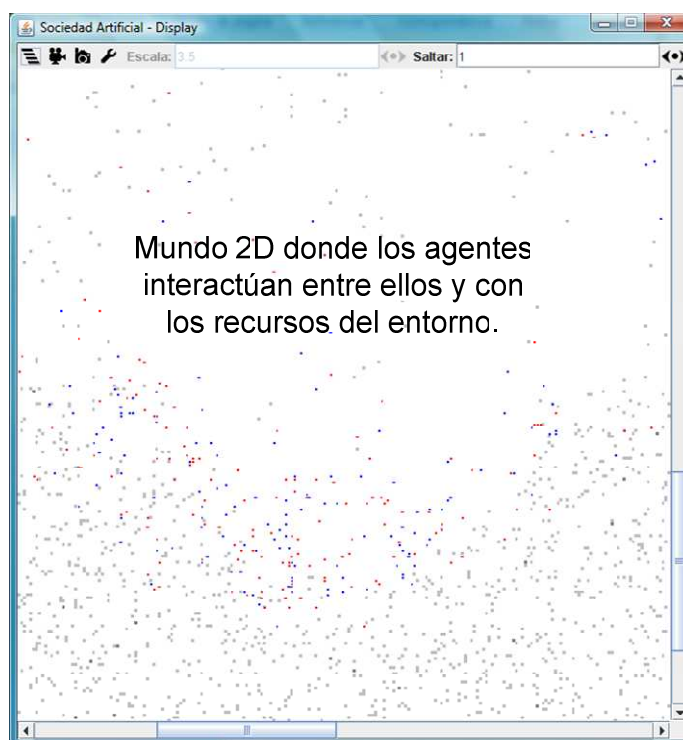 Sociedad Artificial - Display
Escala: 3.5 Saltar: 1
Mundo 2D donde los agentes
interactúan entre ellos y con
los recursos del entorno.